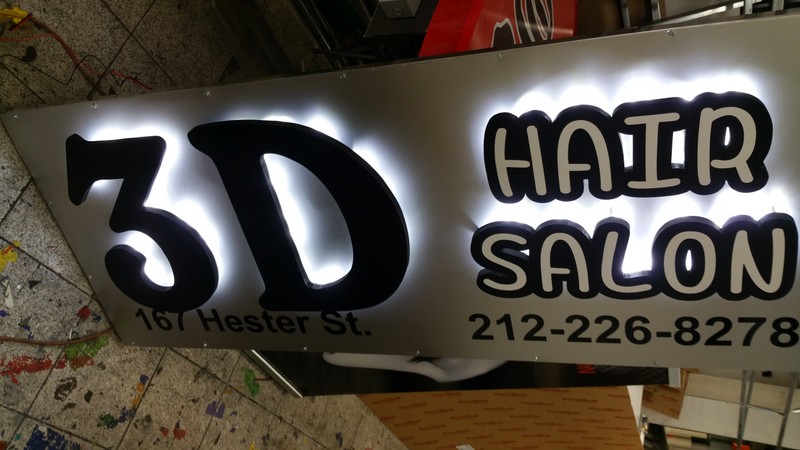 3D
HAIR
SALON
167 Hester St.
212-226-8278